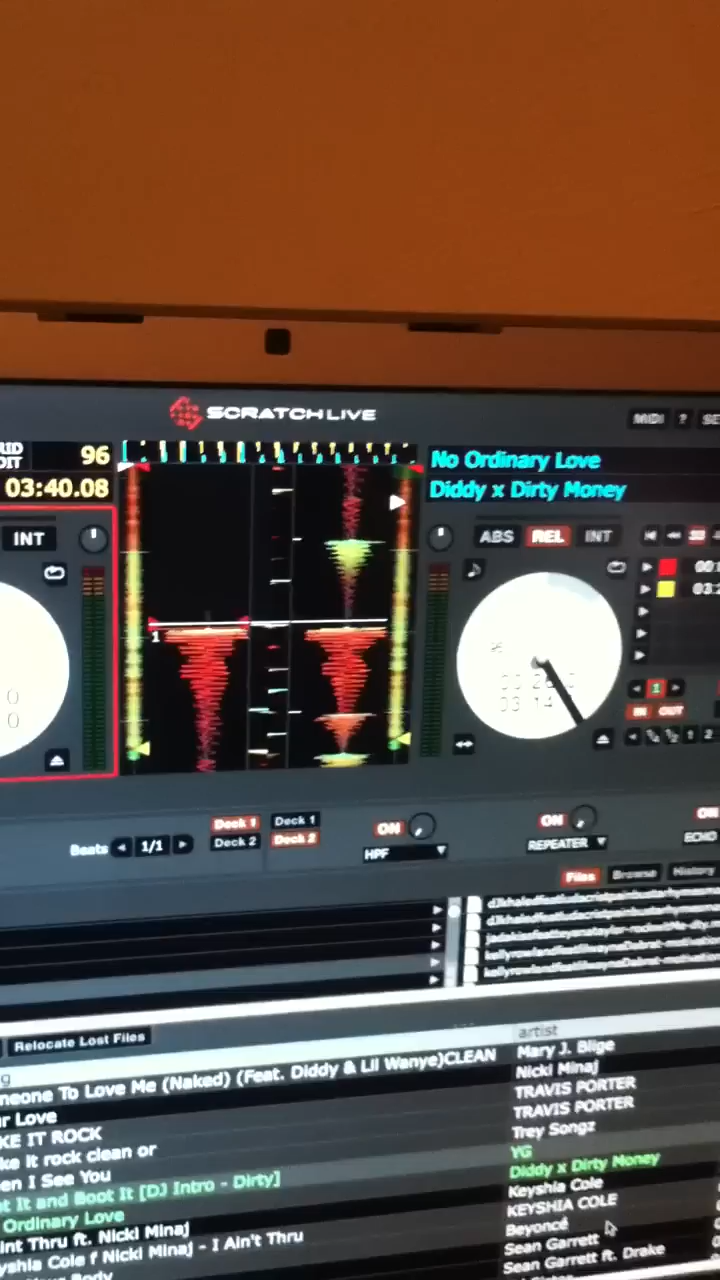 SCRATCHLIVE
MIDI ?
96
No Ordinary Love
03:40.08
Diddy x Dirty Money
INT
ABS REL INT
1
1
IN OUT
Deck 1 Deck 1
Beats 1/1 Deck 2 Deck 2
ON
HPF
ON
REPEATER
ON
ECHO
Files Browse History
Relocate Lost Files
artist
meone To Love Me (Naked) (Feat. Diddy & Lil Wanye)CLEAN Mary J. Blige
r Love Nicki Minaj
KE IT ROCK TRAVIS PORTER
ke it rock clean or TRAVIS PORTER
en I See You Trey Songz
t It and Boot It [DJ Intro - Dirty] YG
Ordinary Love Diddy x Dirty Money
int Thru ft. Nicki Minaj Keyshia Cole
yshia Cole f Nicki Minaj - I Ain't Thru KEYSHIA COLE
Beyoncé
Sean Garrett
Sean Garrett ft. Drake